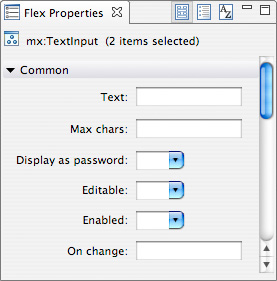 Flex Properties
mx:TextInput (2 items selected)
Common
Text:
Max chars:
Display as password:
Editable:
Enabled:
On change: